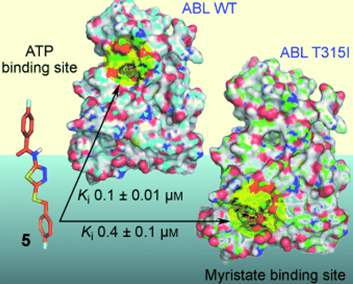 ABL WT
ATP
binding site
ABL T315I
Ki 0.1 ± 0.01 μM
5
Ki 0.4 ± 0.1 μM
Myristate binding site